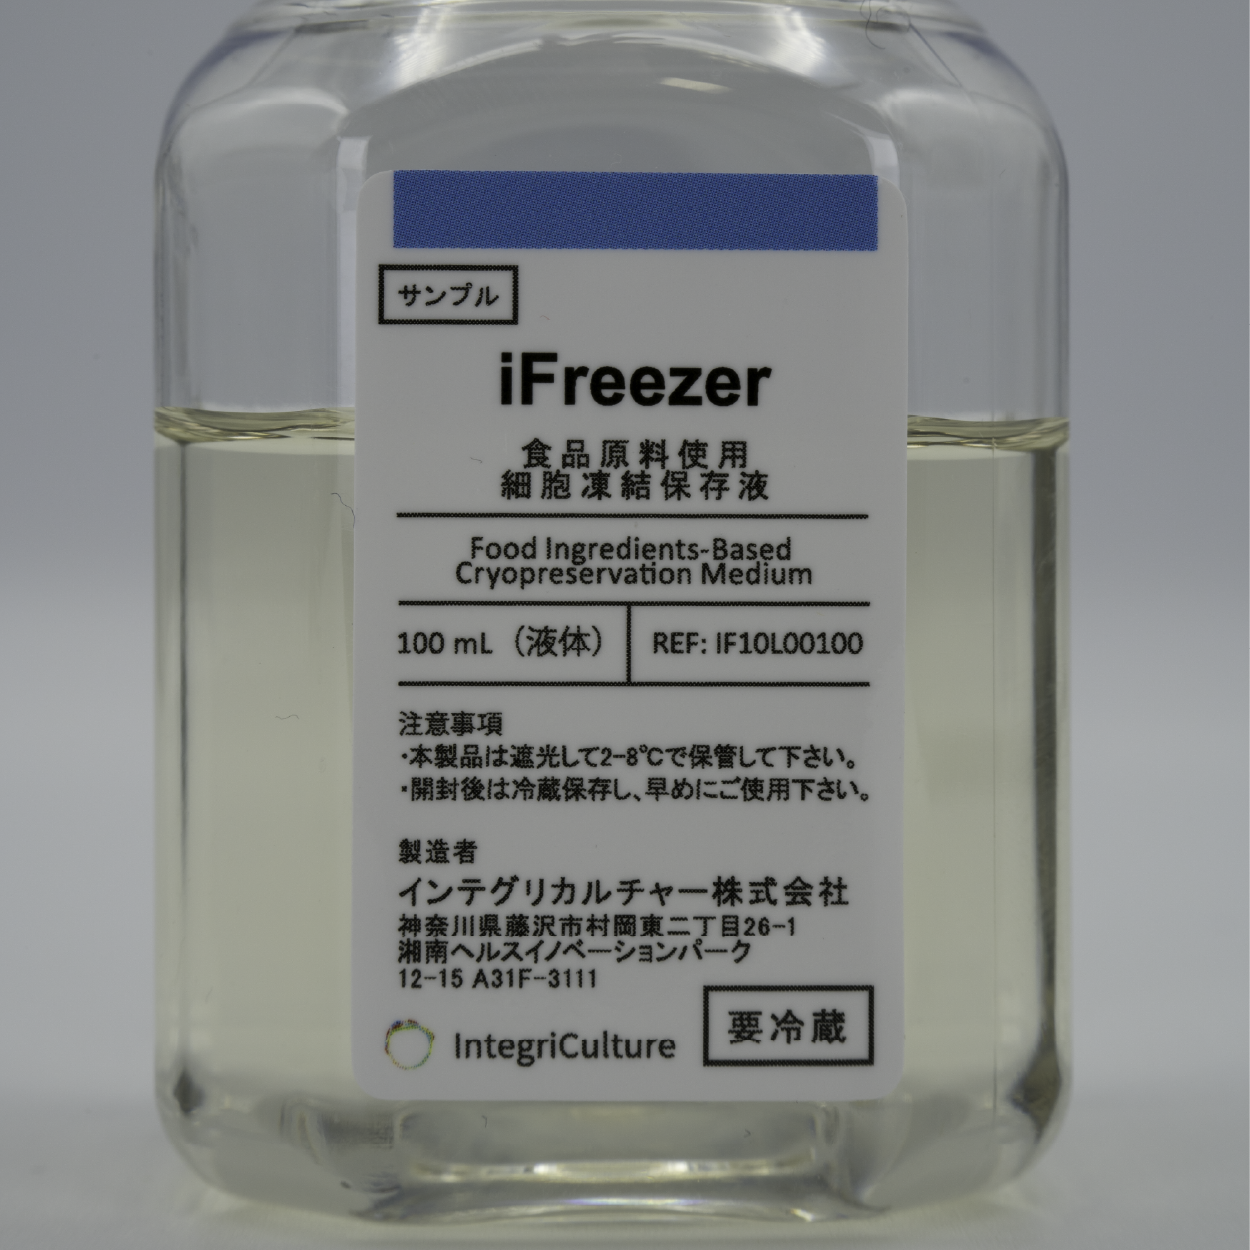 サンプル
iFreezer
食品原料使用
細胞凍結保存液
Food Ingredients-Based
Cryopreservation Medium
100 mL（液体） REF: IF10L00100
注意事項
・本製品は遮光して2-8℃で保管して下さい。
・開封後は冷蔵保存し、早めにご使用下さい。
製造者
インテグリカルチャー株式会社
神奈川県藤沢市村岡東二丁目26-1
湘南ヘルスイノベーションパーク
12-15 A31F-3111
IntegriCulture
要冷蔵